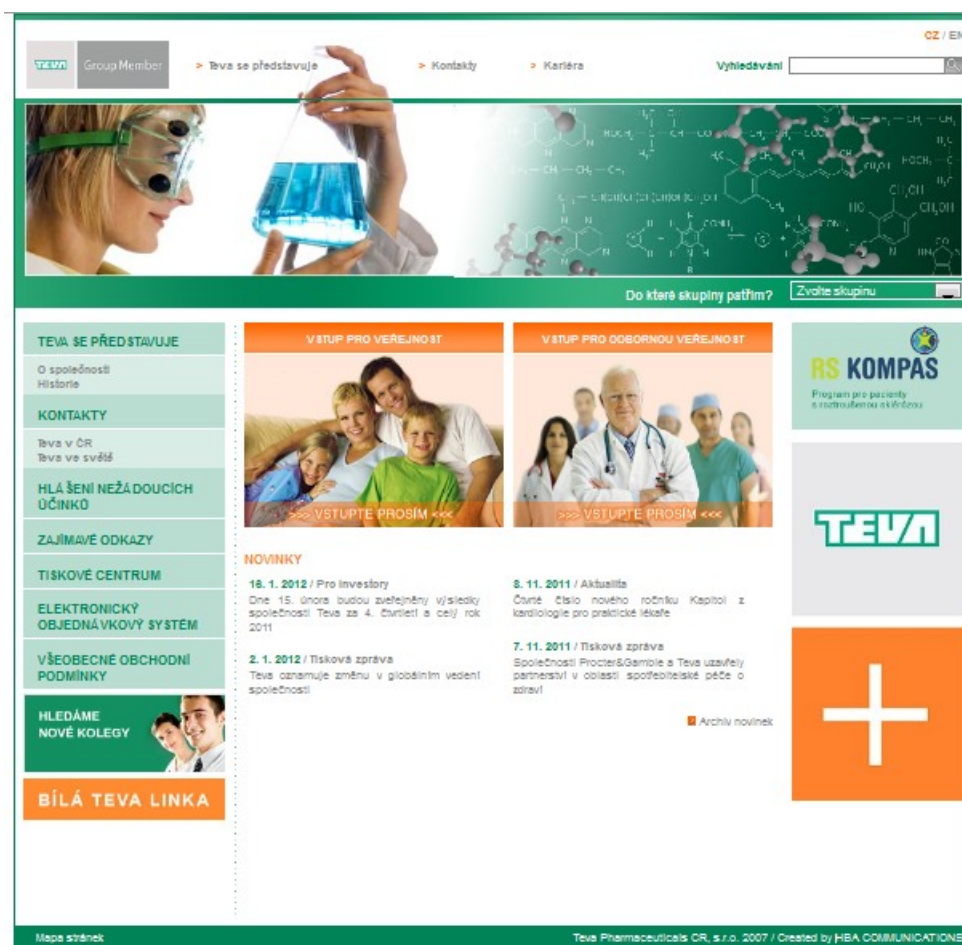 CZ / EN
TEVA Group Member
> Teva se představuje
> Kontakty
> Kariéra
Vyhledávání
Do které skupiny patřím?
Zvolte skupinu
TEVA SE PŘEDSTAVUJE
O společnosti
Historie
KONTAKTY
Teva v ČR
Teva ve světě
HLÁŠENÍ NEŽÁDOUCÍCH
ÚČINKŮ
ZAJÍMAVÉ ODKAZY
TISKOVÉ CENTRUM
ELEKTRONICKÝ
OBJEDNÁVKOVÝ SYSTÉM
VŠEOBECNÉ OBCHODNÍ
PODMÍNKY
HLEDÁME
NOVÉ KOLEGY
BÍLÁ TEVA LINKA
VSTUP PRO VEŘEJNOST
>>> VSTUPTE PROSÍM <<<
VSTUP PRO ODBORNOU VEŘEJNOST
>>> VSTUPTE PROSÍM <<<
NOVINKY
16. 1. 2012 / Pro investory
Dne 15. února budou zveřejněny výsledky
společnosti Teva za 4. čtvrtletí a celý rok
2011
2. 1. 2012 / Tisková zpráva
Teva oznamuje změnu v globálním vedení
společnosti
8. 11. 2011 / Aktualita
Čtvrté číslo nového ročníku Kapitol z
kardiologie pro praktické lékaře
7. 11. 2011 / Tisková zpráva
Společnosti Procter&Gamble a Teva uzavřely
partnerství v oblasti spotřebitelské péče o
zdraví
Archiv novinek
RS KOMPAS
Program pro pacienty
s roztroušenou sklerózou
TEVA
Mapa stránek
Teva Pharmaceuticals CR, s.r.o. 2007 / Created by HBA COMMUNICATIONS